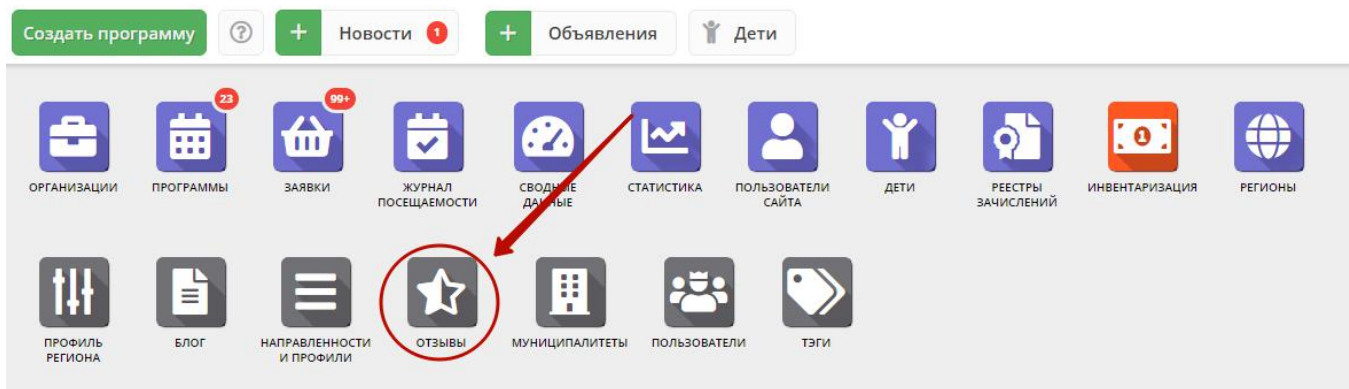 Создать программу
?
+ Новости 1
+ Объявления
Дети
23
99+
ОРГАНИЗАЦИИ
ПРОГРАММЫ
ЗАЯВКИ
ЖУРНАЛ
ПОСЕЩАЕМОСТИ
СВОДНЫЕ
ДАННЫЕ
СТАТИСТИКА
ПОЛЬЗОВАТЕЛИ
САЙТА
ДЕТИ
РЕЕСТРЫ
ЗАЧИСЛЕНИЙ
1
ИНВЕНТАРИЗАЦИЯ
РЕГИОНЫ
ПРОФИЛЬ
РЕГИОНА
БЛОГ
НАПРАВЛЕННОСТИ
И ПРОФИЛИ
ОТЗЫВЫ
МУНИЦИПАЛИТЕТЫ
ПОЛЬЗОВАТЕЛИ
ТЭГИ